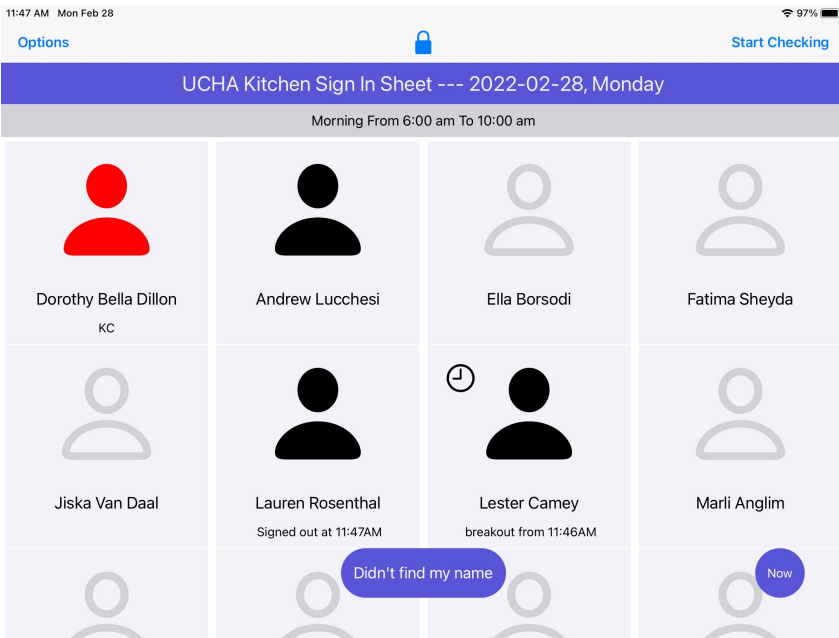 11:47 AM Mon Feb 28
97%
Options
Start Checking
UCHA Kitchen Sign In Sheet --- 2022-02-28, Monday
Morning From 6:00 am To 10:00 am
Dorothy Bella Dillon
KC
Andrew Lucchesi
Ella Borsodi
Fatima Sheyda
Jiska Van Daal
Lauren Rosenthal
Signed out at 11:47AM
Lester Camey
breakout from 11:46AM
Marli Anglim
Didn't find my name
Now